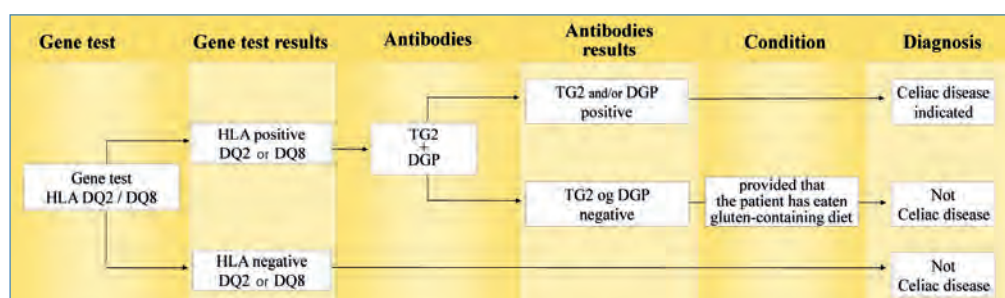 Gene test
Gene test results
Antibodies
Antibodies
results
Condition
Diagnosis
TG2 and/or DGP
positive
Celiac disease
indicated
HLA positive
DQ2 or DQ8
TG2
+
DGP
Gene test
HLA DQ2 / DQ8
TG2 og DGP
negative
provided that
the patient has eaten
gluten-containing diet
Not
Celiac disease
HLA negative
DQ2 or DQ8
Not
Celiac disease